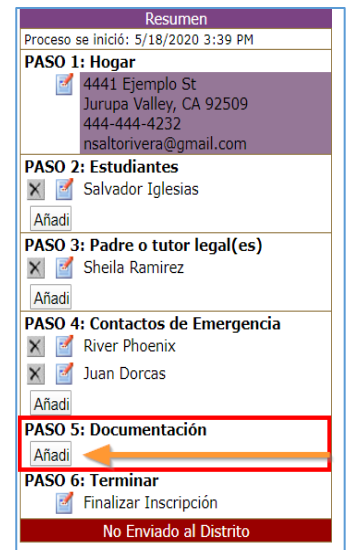 Resumen
Proceso se inició: 5/18/2020 3:39 PM
PASO 1: Hogar
4441 Ejemplo St
Jurupa Valley, CA 92509
444-444-4232
nsaltorivera@gmail.com
PASO 2: Estudiantes
Salvador Iglesias
Añadi
PASO 3: Padre o tutor legal(es)
Sheila Ramirez
Añadi
PASO 4: Contactos de Emergencia
River Phoenix
Juan Dorcas
Añadi
PASO 5: Documentación
Añadi
PASO 6: Terminar
Finalizar Inscripción
No Enviado al Distrito